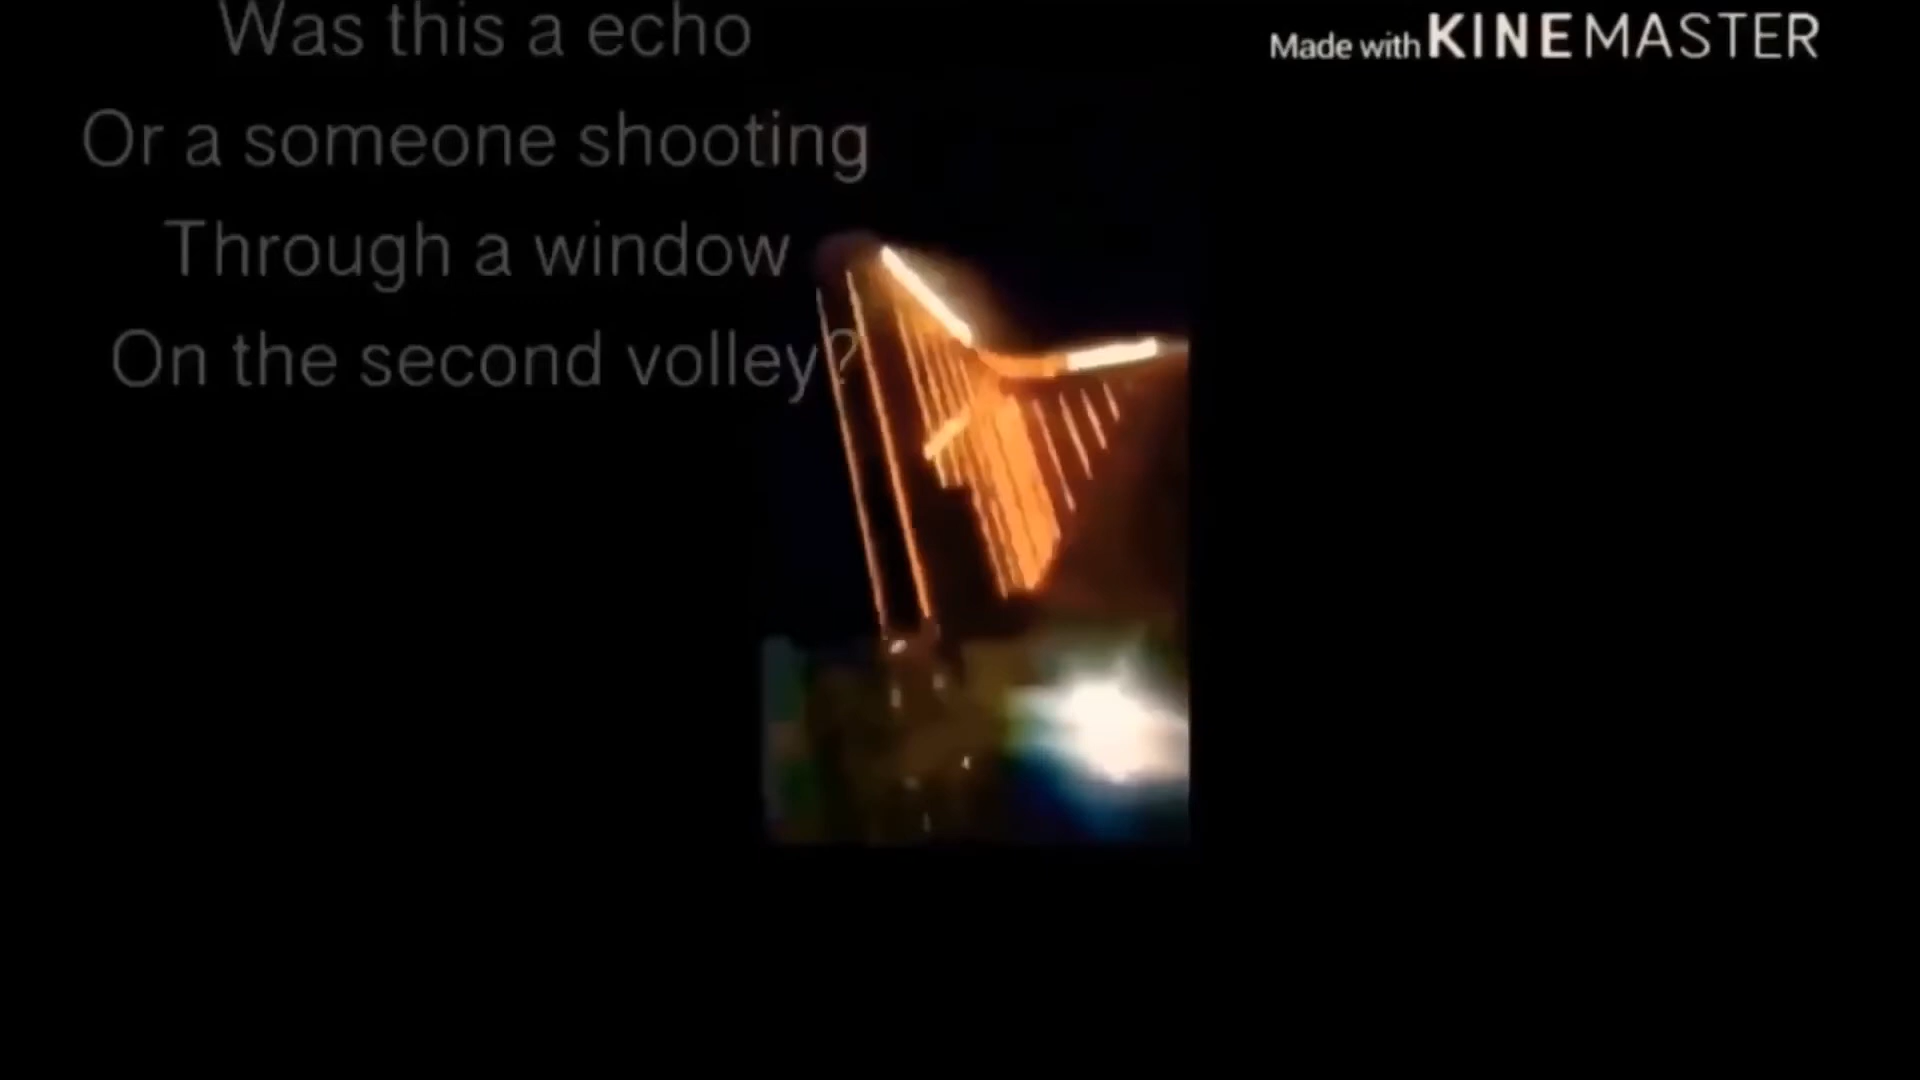 Was this a echo
Or a someone shooting
Through a window
On the second volley?
Made with KINEMASTER